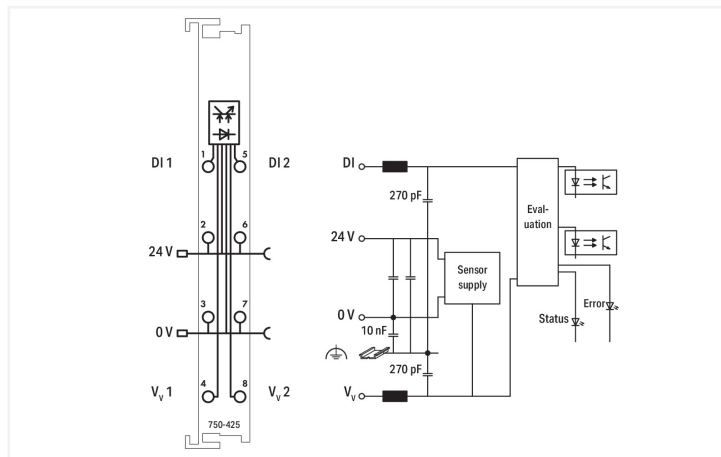 1
5
DI 1
DI 2
2
6
24 V
3
7
0 V
4
8
Vv 1
Vv 2
750-425
DI
270 pF
Eval-
uation
24 V
Sensor
supply
0 V
10 nF
Error
Status
270 pF
Vv